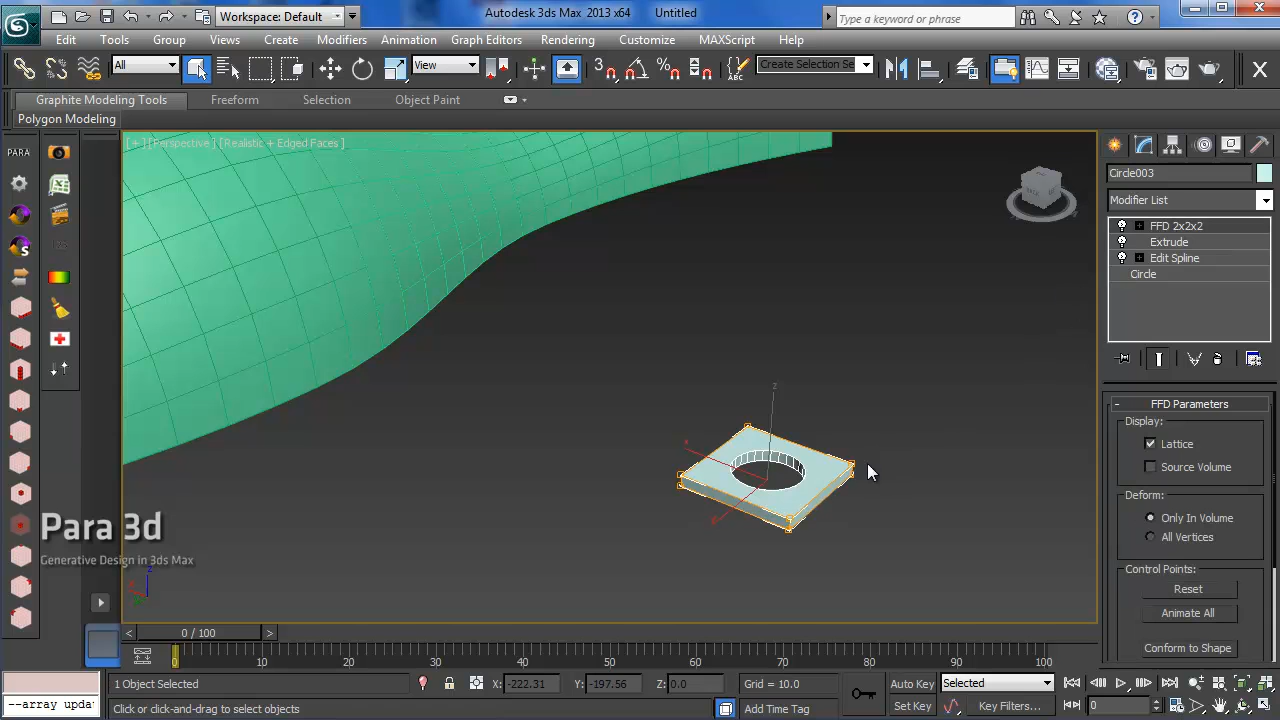 Workspace: Default
Autodesk 3ds Max 2013 x64 Untitled
Type a keyword or phrase
Edit Tools Group Views Create Modifiers Animation Graph Editors Rendering Customize MAXScript Help
All View Create Selection Se
Graphite Modeling Tools Freeform Selection Object Paint
Polygon Modeling
[ + ] [Perspective ] [Realistic + Edged Faces ]
PARA
Circle003
Modifier List
FFD 2x2x2
Extrude
Edit Spline
Circle
- FFD Parameters
Display:
Lattice
Source Volume
Deform:
Only In Volume
All Vertices
Control Points:
Reset
Animate All
Conform to Shape
z
Para 3d
Generative Design in 3ds Max
z
< 0 / 100 >
0 10 20 30 40 50 60 70 80 90 100
1 Object Selected X: -222.31 Y: -197.56 Z: 0.0 Grid = 10.0 Auto Key Selected
--array upda Click or click-and-drag to select objects Add Time Tag Set Key Key Filters... 0